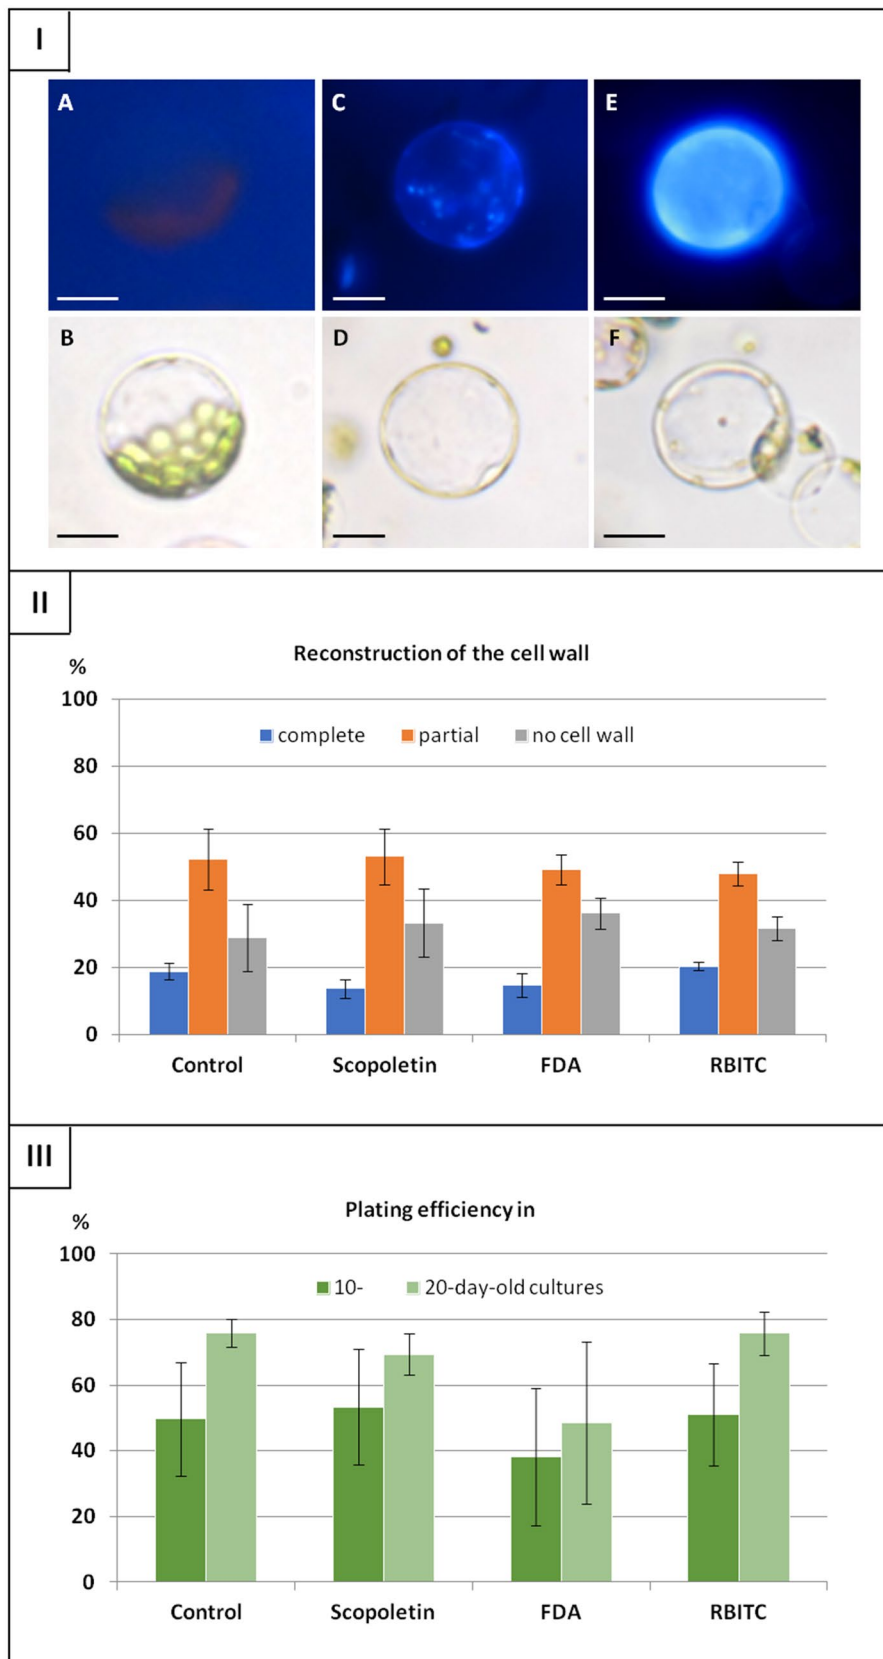 I
A C E
B D F
II
Reconstruction of the cell wall
%
100
complete partial no cell wall
80
60
40
20
0
Control Scopoletin FDA RBITC
III
Plating efficiency in
%
100
10- 20-day-old cultures
80
60
40
20
0
Control Scopoletin FDA RBITC